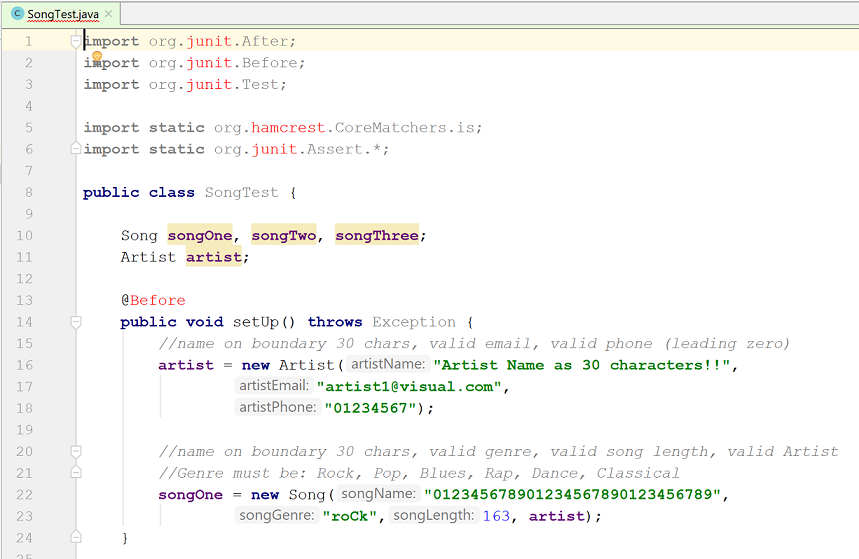 SongTest.java
1 import org.junit.After;
2 import org.junit.Before;
3 import org.junit.Test;
4
5 import static org.hamcrest.CoreMatchers.is;
6 import static org.junit.Assert.*;
7
8 public class SongTest {
9
10 Song songOne, songTwo, songThree;
11 Artist artist;
12
13 @Before
14 public void setUp() throws Exception {
15 //name on boundary 30 chars, valid email, valid phone (leading zero)
16 artist = new Artist( artistName: "Artist Name as 30 characters!!",
17 artistEmail: "artist1@visual.com",
18 artistPhone: "01234567");
19
20 //name on boundary 30 chars, valid genre, valid song length, valid Artist
21 //Genre must be: Rock, Pop, Blues, Rap, Dance, Classical
22 songOne = new Song( songName: "012345678901234567890123456789",
23 songGenre: "roCk", songLength: 163, artist);
24 }
25